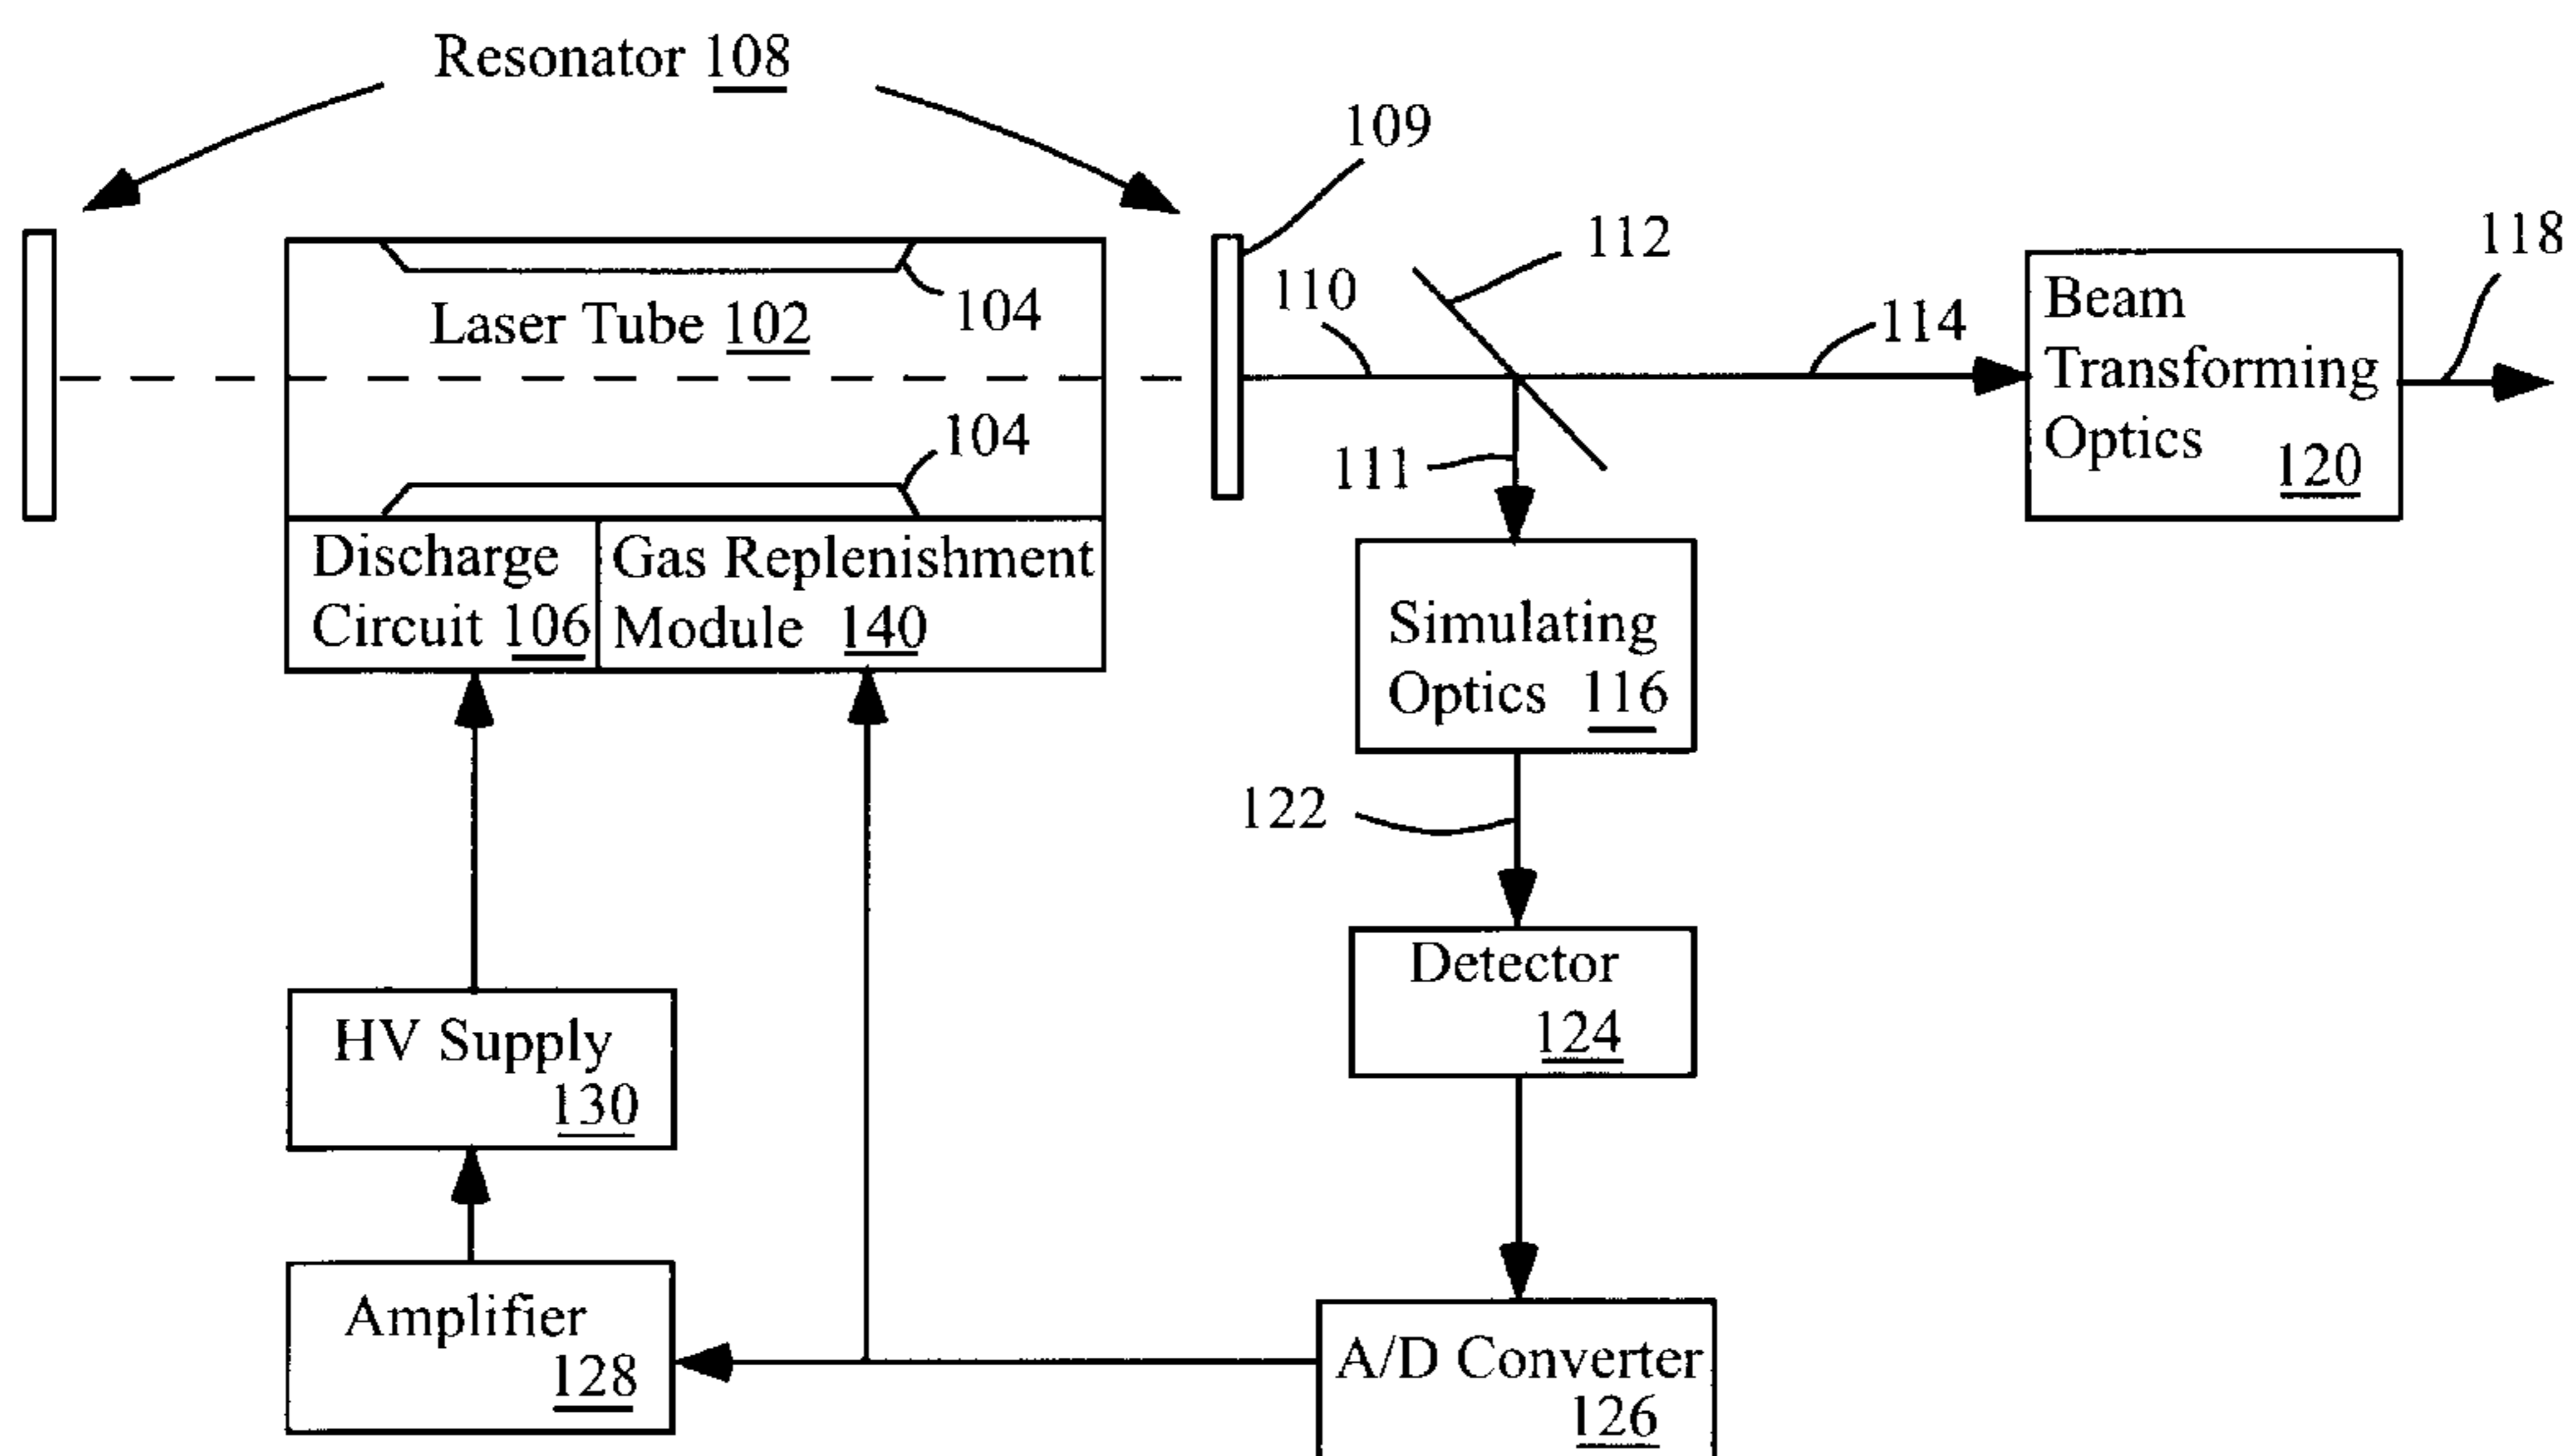 Resonator 108
109
112
118
110
114
Laser Tube 102
104
104
111
Beam
Transforming
Optics
120
Discharge
Circuit 106
Gas Replenishment
Module 140
Simulating
Optics 116
122
Detector
124
HV Supply
130
Amplifier
128
A/D Converter
126